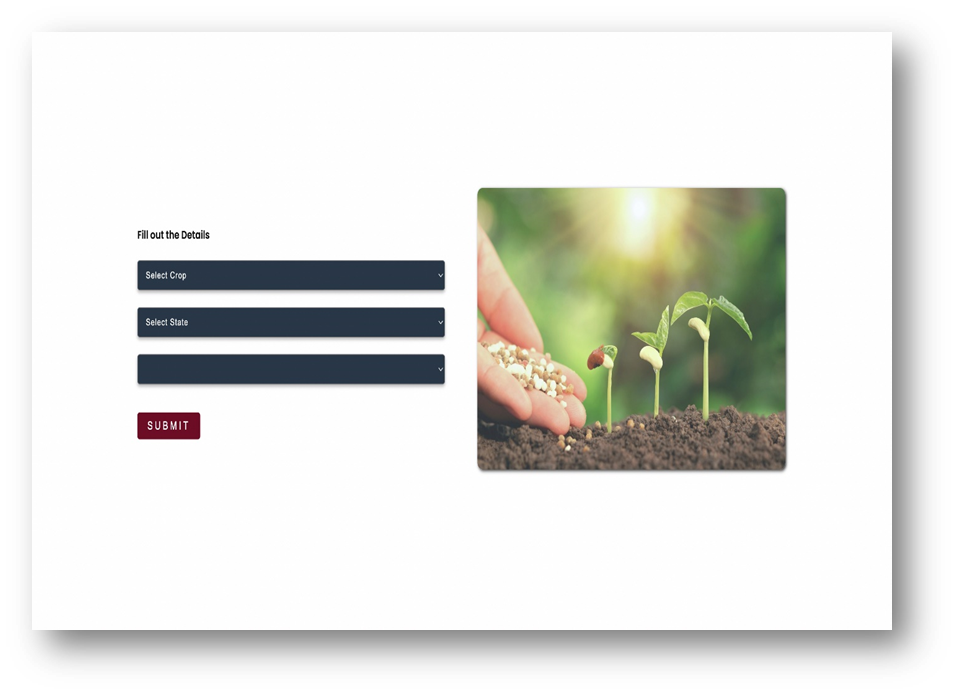 Fill out the Details
Select Crop
Select State
SUBMIT